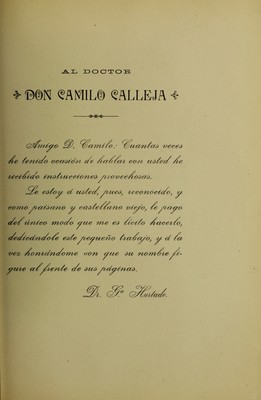 AL DOCTOR
DON CAMILO CALLEJA
Amigo D. Camilo: Cuantas veces
he tenido ocasión de hablar con usted he
recibido instrucciones provechosas.
Le estoy á usted, pues, reconocido, y
como paisano y castellano viejo, le pago
del único modo que me es lícito hacerlo,
dedicándole este pequeño trabajo, y á la
vez honrándome con que su nombre fi-
gure al frente de sus páginas.
Dr. Gª Hurtado.